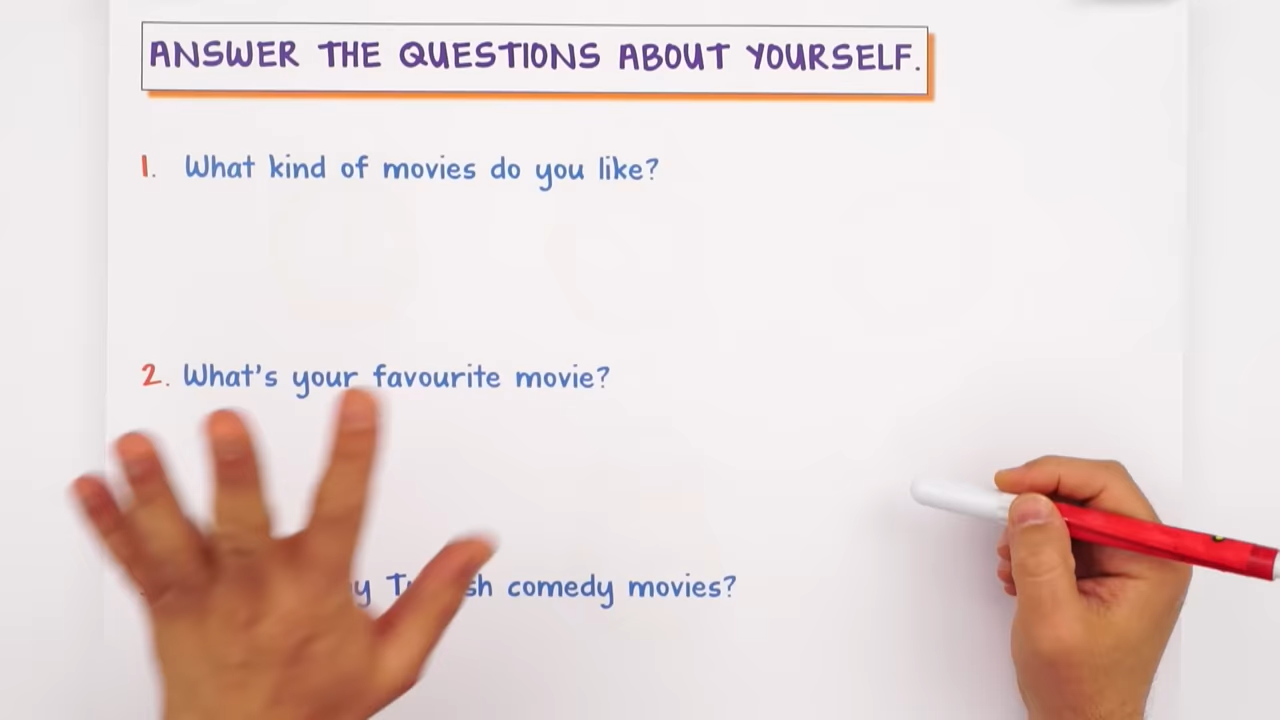 ANSWER THE QUESTIONS ABOUT YOURSELF.
1. What kind of movies do you like?
2. What's your favourite movie?
comedy movies?